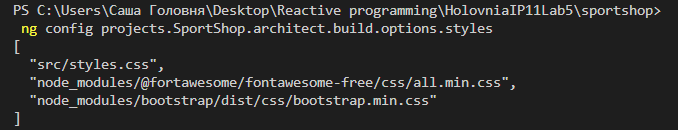 PS C:\Users\Саша Головня\Desktop\Reactive programming\HolovniaIP11Lab5\sportshop>
ng config projects.SportShop.architect.build.options.styles
[
"src/styles.css",
"node_modules/@fortawesome/fontawesome-free/css/all.min.css",
"node_modules/bootstrap/dist/css/bootstrap.min.css"
]